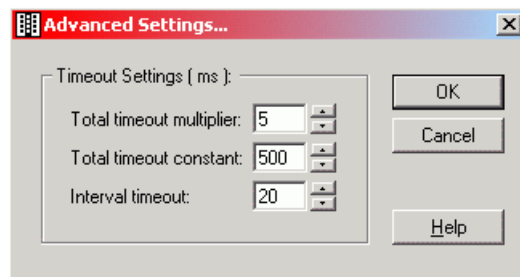 Advanced Settings...
Timeout Settings ( ms ):
Total timeout multiplier: 5
Total timeout constant: 500
Interval timeout: 20
OK
Cancel
Help